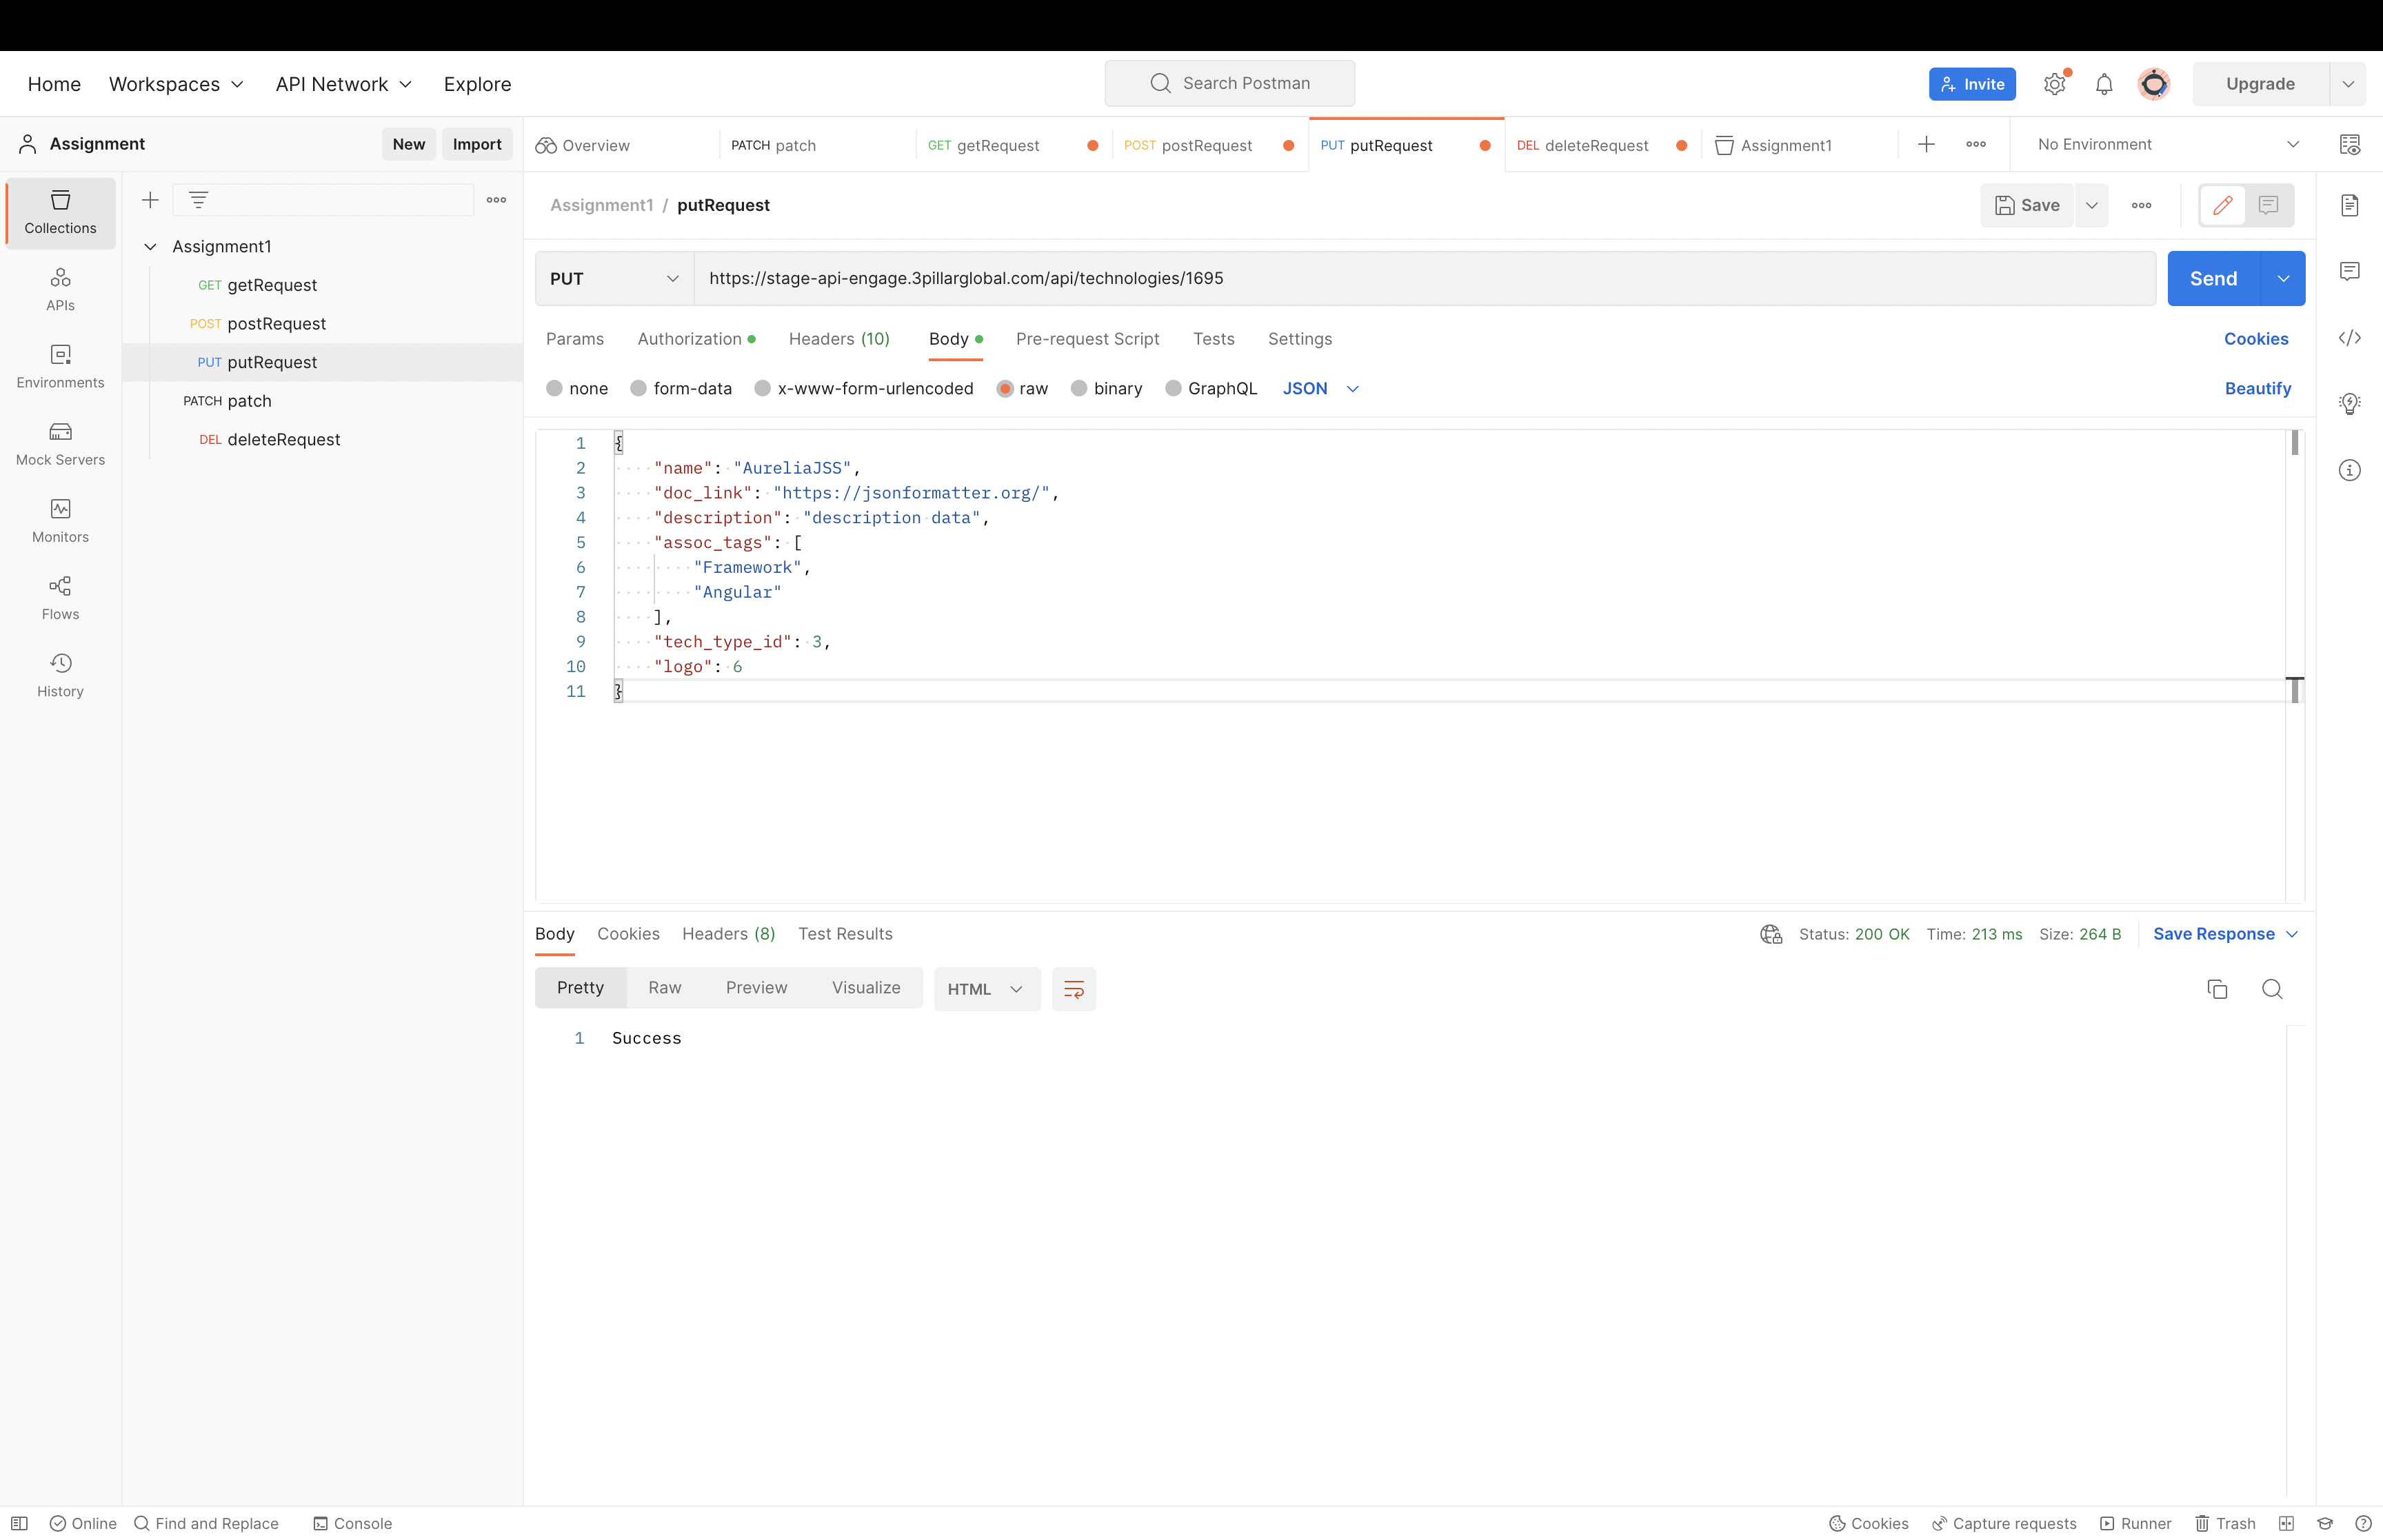 Home Workspaces API Network Explore Search Postman Invite Upgrade
Assignment New Import Overview PATCH patch GET getRequest POST postRequest PUT putRequest DEL deleteRequest Assignment1 No Environment
Collections
APIs
Environments
Mock Servers
Monitors
Flows
History
Assignment1
GET getRequest
POST postRequest
PUT putRequest
PATCH patch
DEL deleteRequest
Assignment1 / putRequest Save
PUT https://stage-api-engage.3pillarglobal.com/api/technologies/1695 Send
Params Authorization Headers (10) Body Pre-request Script Tests Settings Cookies
none form-data x-www-form-urlencoded raw binary GraphQL JSON Beautify
1 {
2 "name": "AureliaJSS",
3 "doc_link": "https://jsonformatter.org/",
4 "description": "description data",
5 "assoc_tags": [
6 "Framework",
7 "Angular"
8 ],
9 "tech_type_id": 3,
10 "logo": 6
11 }
Body Cookies Headers (8) Test Results Status: 200 OK Time: 213 ms Size: 264 B Save Response
Pretty Raw Preview Visualize HTML
1 Success
Online Find and Replace Console Cookies Capture requests Runner Trash